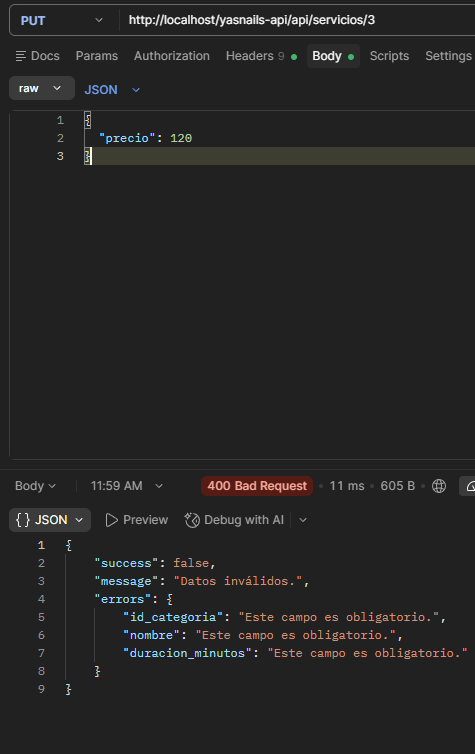 PUT http://localhost/yasnails-api/api/servicios/3
Docs Params Authorization Headers 9 Body Scripts Settings
raw JSON
1 {
2 "precio": 120
3 }
Body 11:59 AM 400 Bad Request • 11 ms • 605 B •
{} JSON Preview Debug with AI
1 {
2 "success": false,
3 "message": "Datos inválidos.",
4 "errors": {
5 "id_categoria": "Este campo es obligatorio.",
6 "nombre": "Este campo es obligatorio.",
7 "duracion_minutos": "Este campo es obligatorio."
8 }
9 }